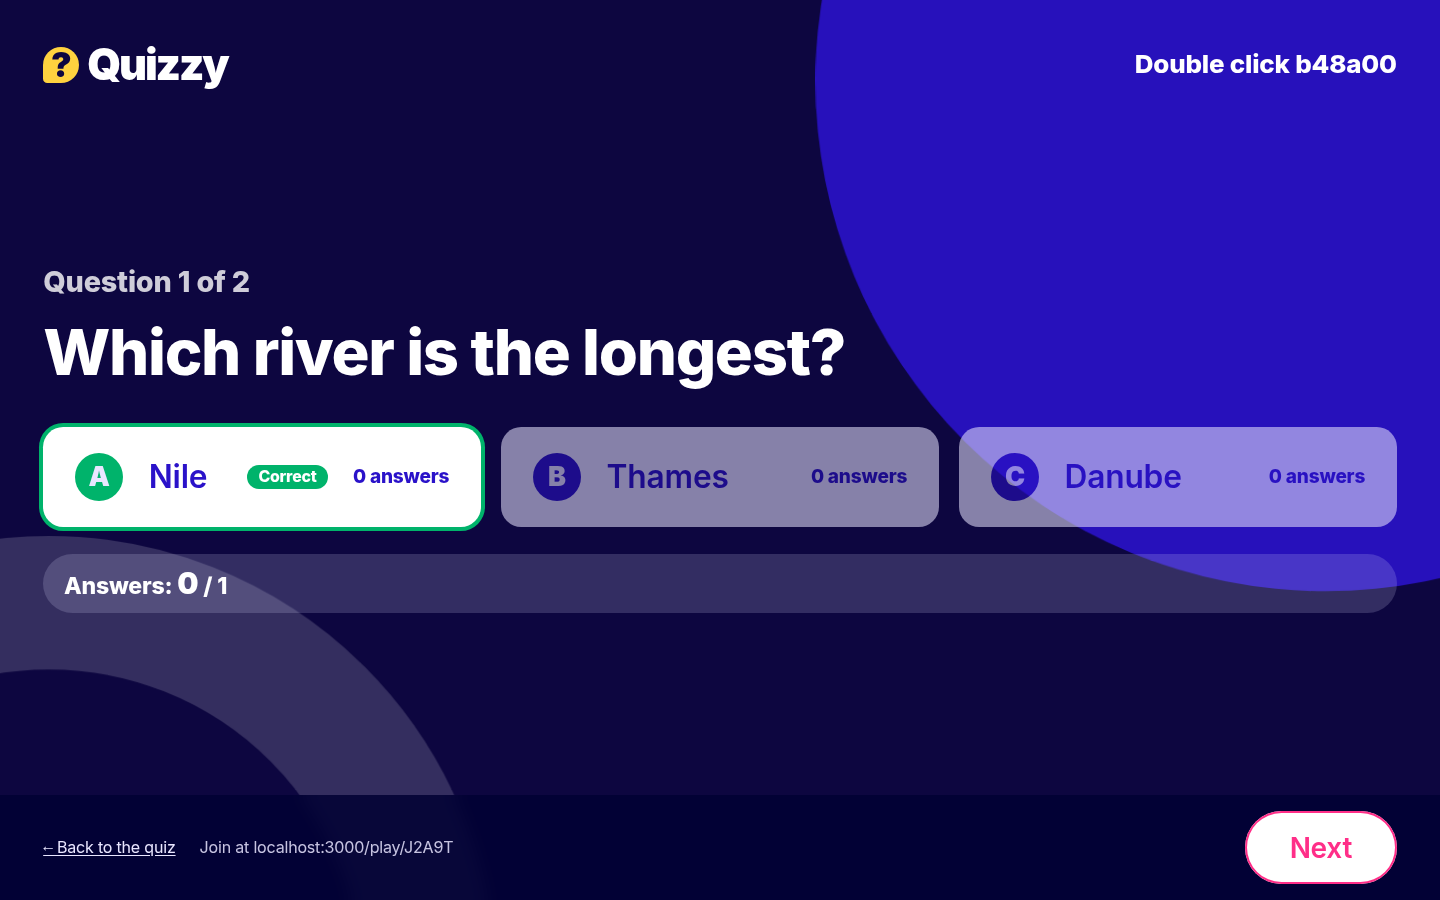 ? Quizzy
Double click b48a00
Question 1 of 2
Which river is the longest?
A Nile Correct 0 answers
B Thames 0 answers
C Danube 0 answers
Answers: 0 / 1
←Back to the quiz Join at localhost:3000/play/J2A9T
Next